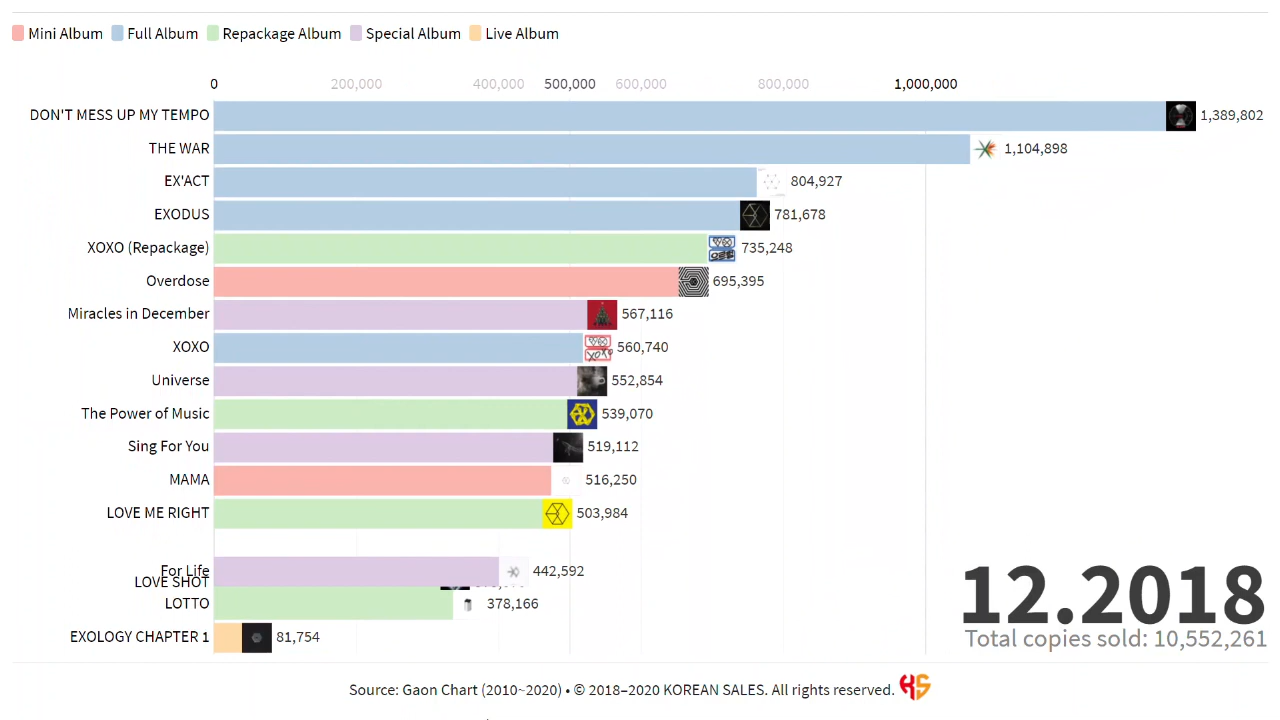 Mini Album Full Album Repackage Album Special Album Live Album
0 200,000 400,000 500,000 600,000 800,000 1,000,000
DON'T MESS UP MY TEMPO 1,389,802
THE WAR 1,104,898
EX'ACT 804,927
EXODUS 781,678
XOXO (Repackage) 735,248
Overdose 695,395
Miracles in December 567,116
XOXO 560,740
Universe 552,854
The Power of Music 539,070
Sing For You 519,112
MAMA 516,250
LOVE ME RIGHT 503,984
For Life 442,592
LOVE SHOT
LOTTO 378,166
EXOLOGY CHAPTER 1 81,754
12.2018
Total copies sold: 10,552,261
Source: Gaon Chart (2010~2020) • © 2018–2020 KOREAN SALES. All rights reserved. KS